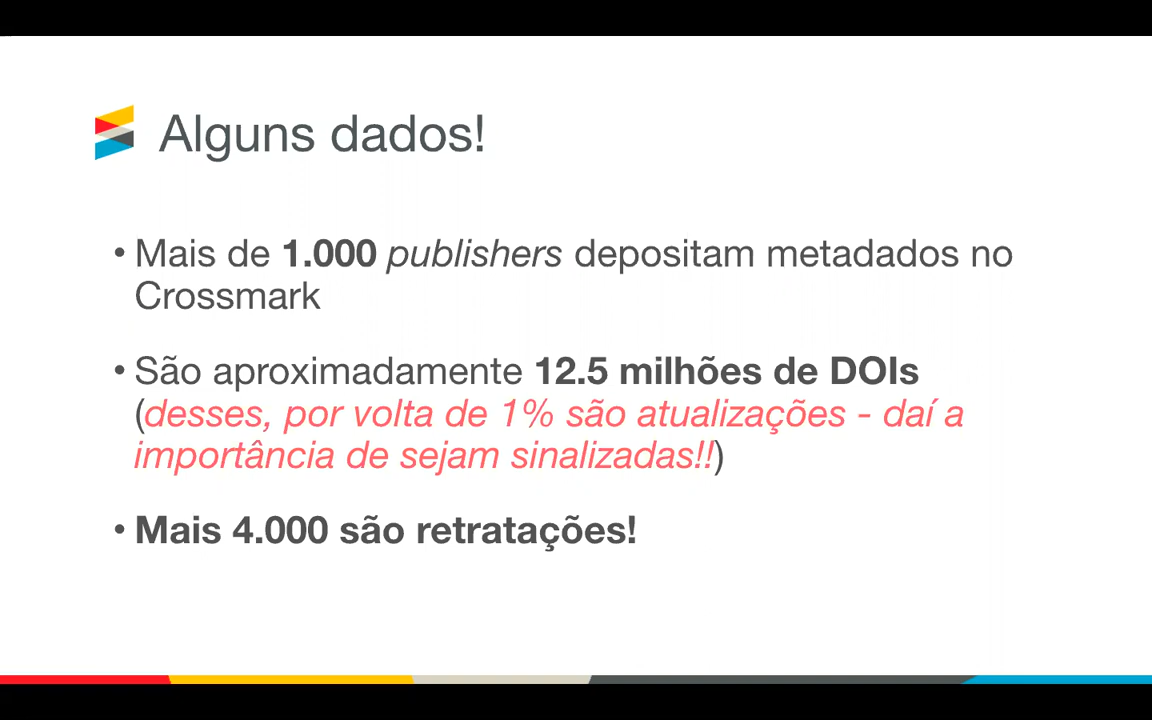 Alguns dados!
• Mais de 1.000 publishers depositam metadados no
Crossmark
• São aproximadamente 12.5 milhões de DOIs
(desses, por volta de 1% são atualizações - daí a
importância de sejam sinalizadas!!)
• Mais 4.000 são retratações!